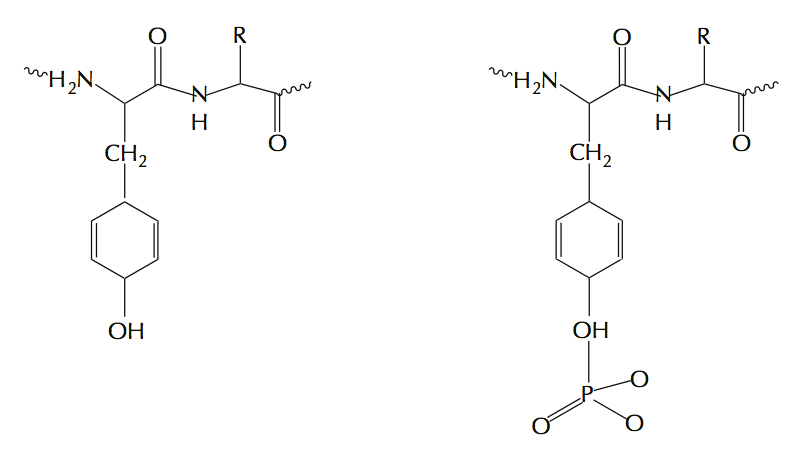 O R O R
H₂N N H₂N N
H H
O O
CH₂ CH₂
OH OH
P O
O O